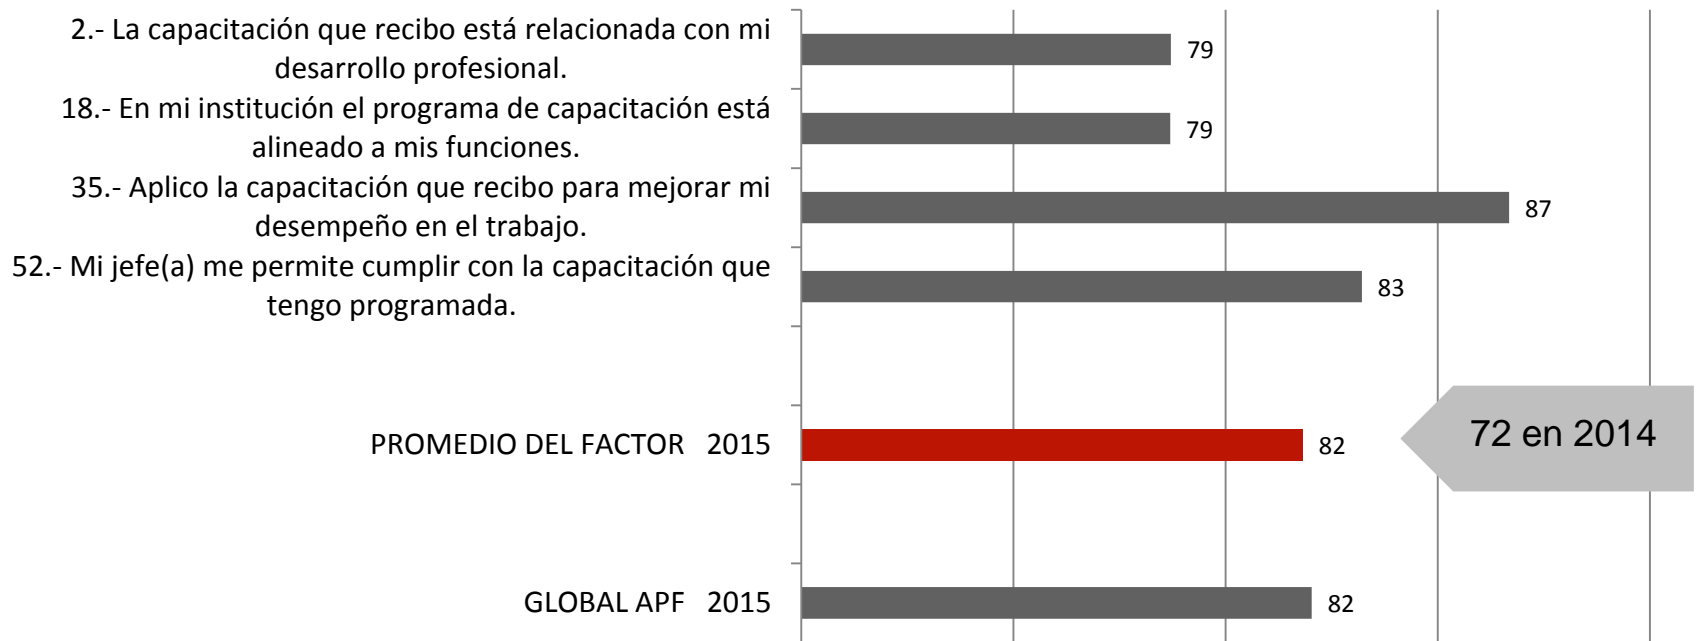 2.- La capacitación que recibo está relacionada con mi
desarrollo profesional.
79
18.- En mi institución el programa de capacitación está
alineado a mis funciones.
79
35.- Aplico la capacitación que recibo para mejorar mi
desempeño en el trabajo.
87
52.- Mi jefe(a) me permite cumplir con la capacitación que
tengo programada.
83
PROMEDIO DEL FACTOR 2015
82
72 en 2014
GLOBAL APF 2015
82